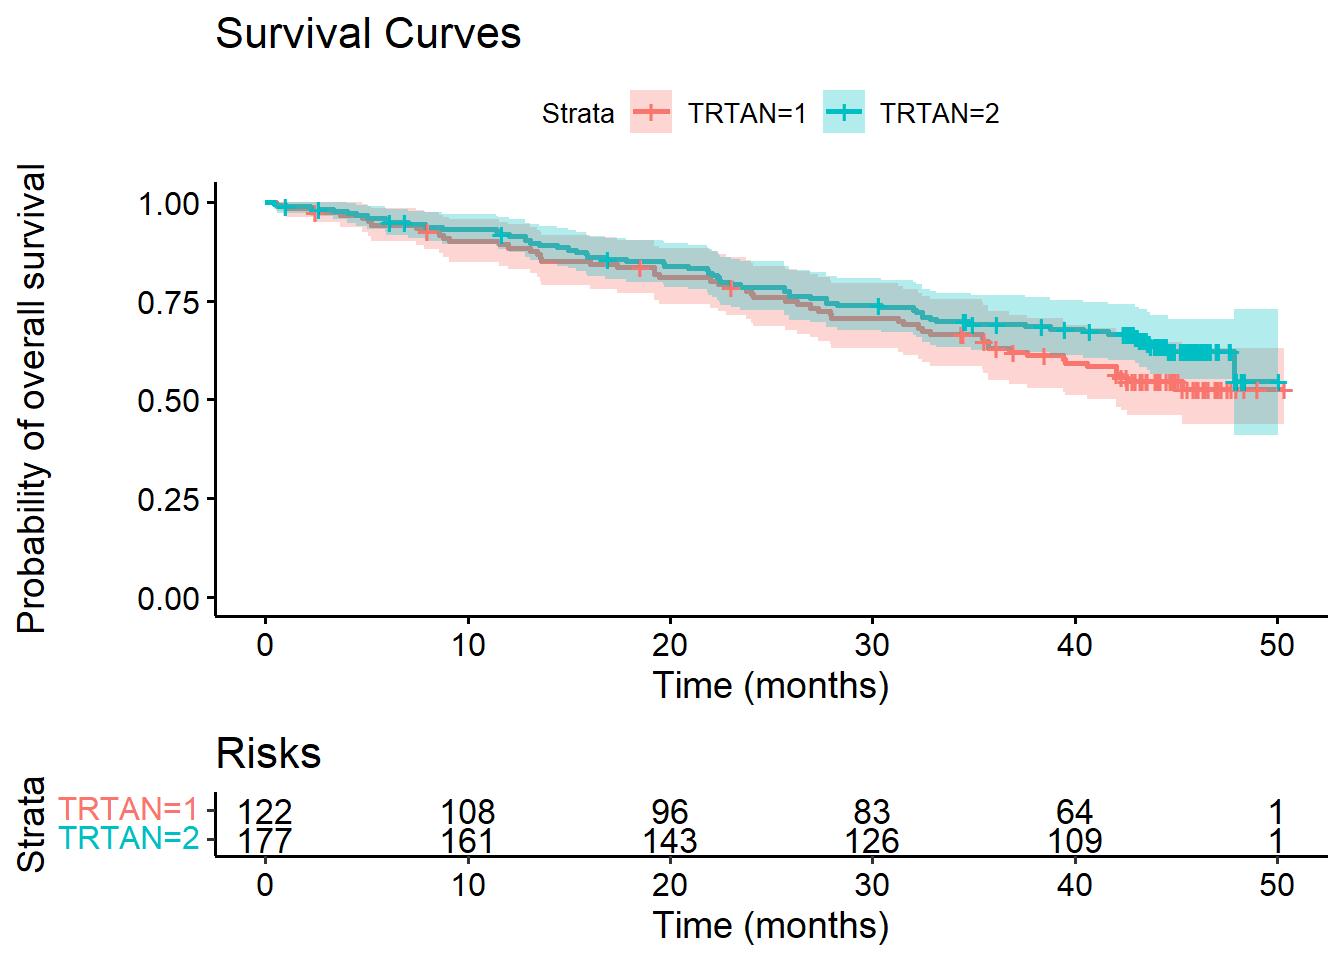 Survival Curves
Strata TRTAN=1 TRTAN=2
Probability of overall survival
1.00
0.75
0.50
0.25
0.00
0 10 20 30 40 50
Time (months)
Risks
Strata
TRTAN=1 122 108 96 83 64 1
TRTAN=2 177 161 143 126 109 1
0 10 20 30 40 50
Time (months)